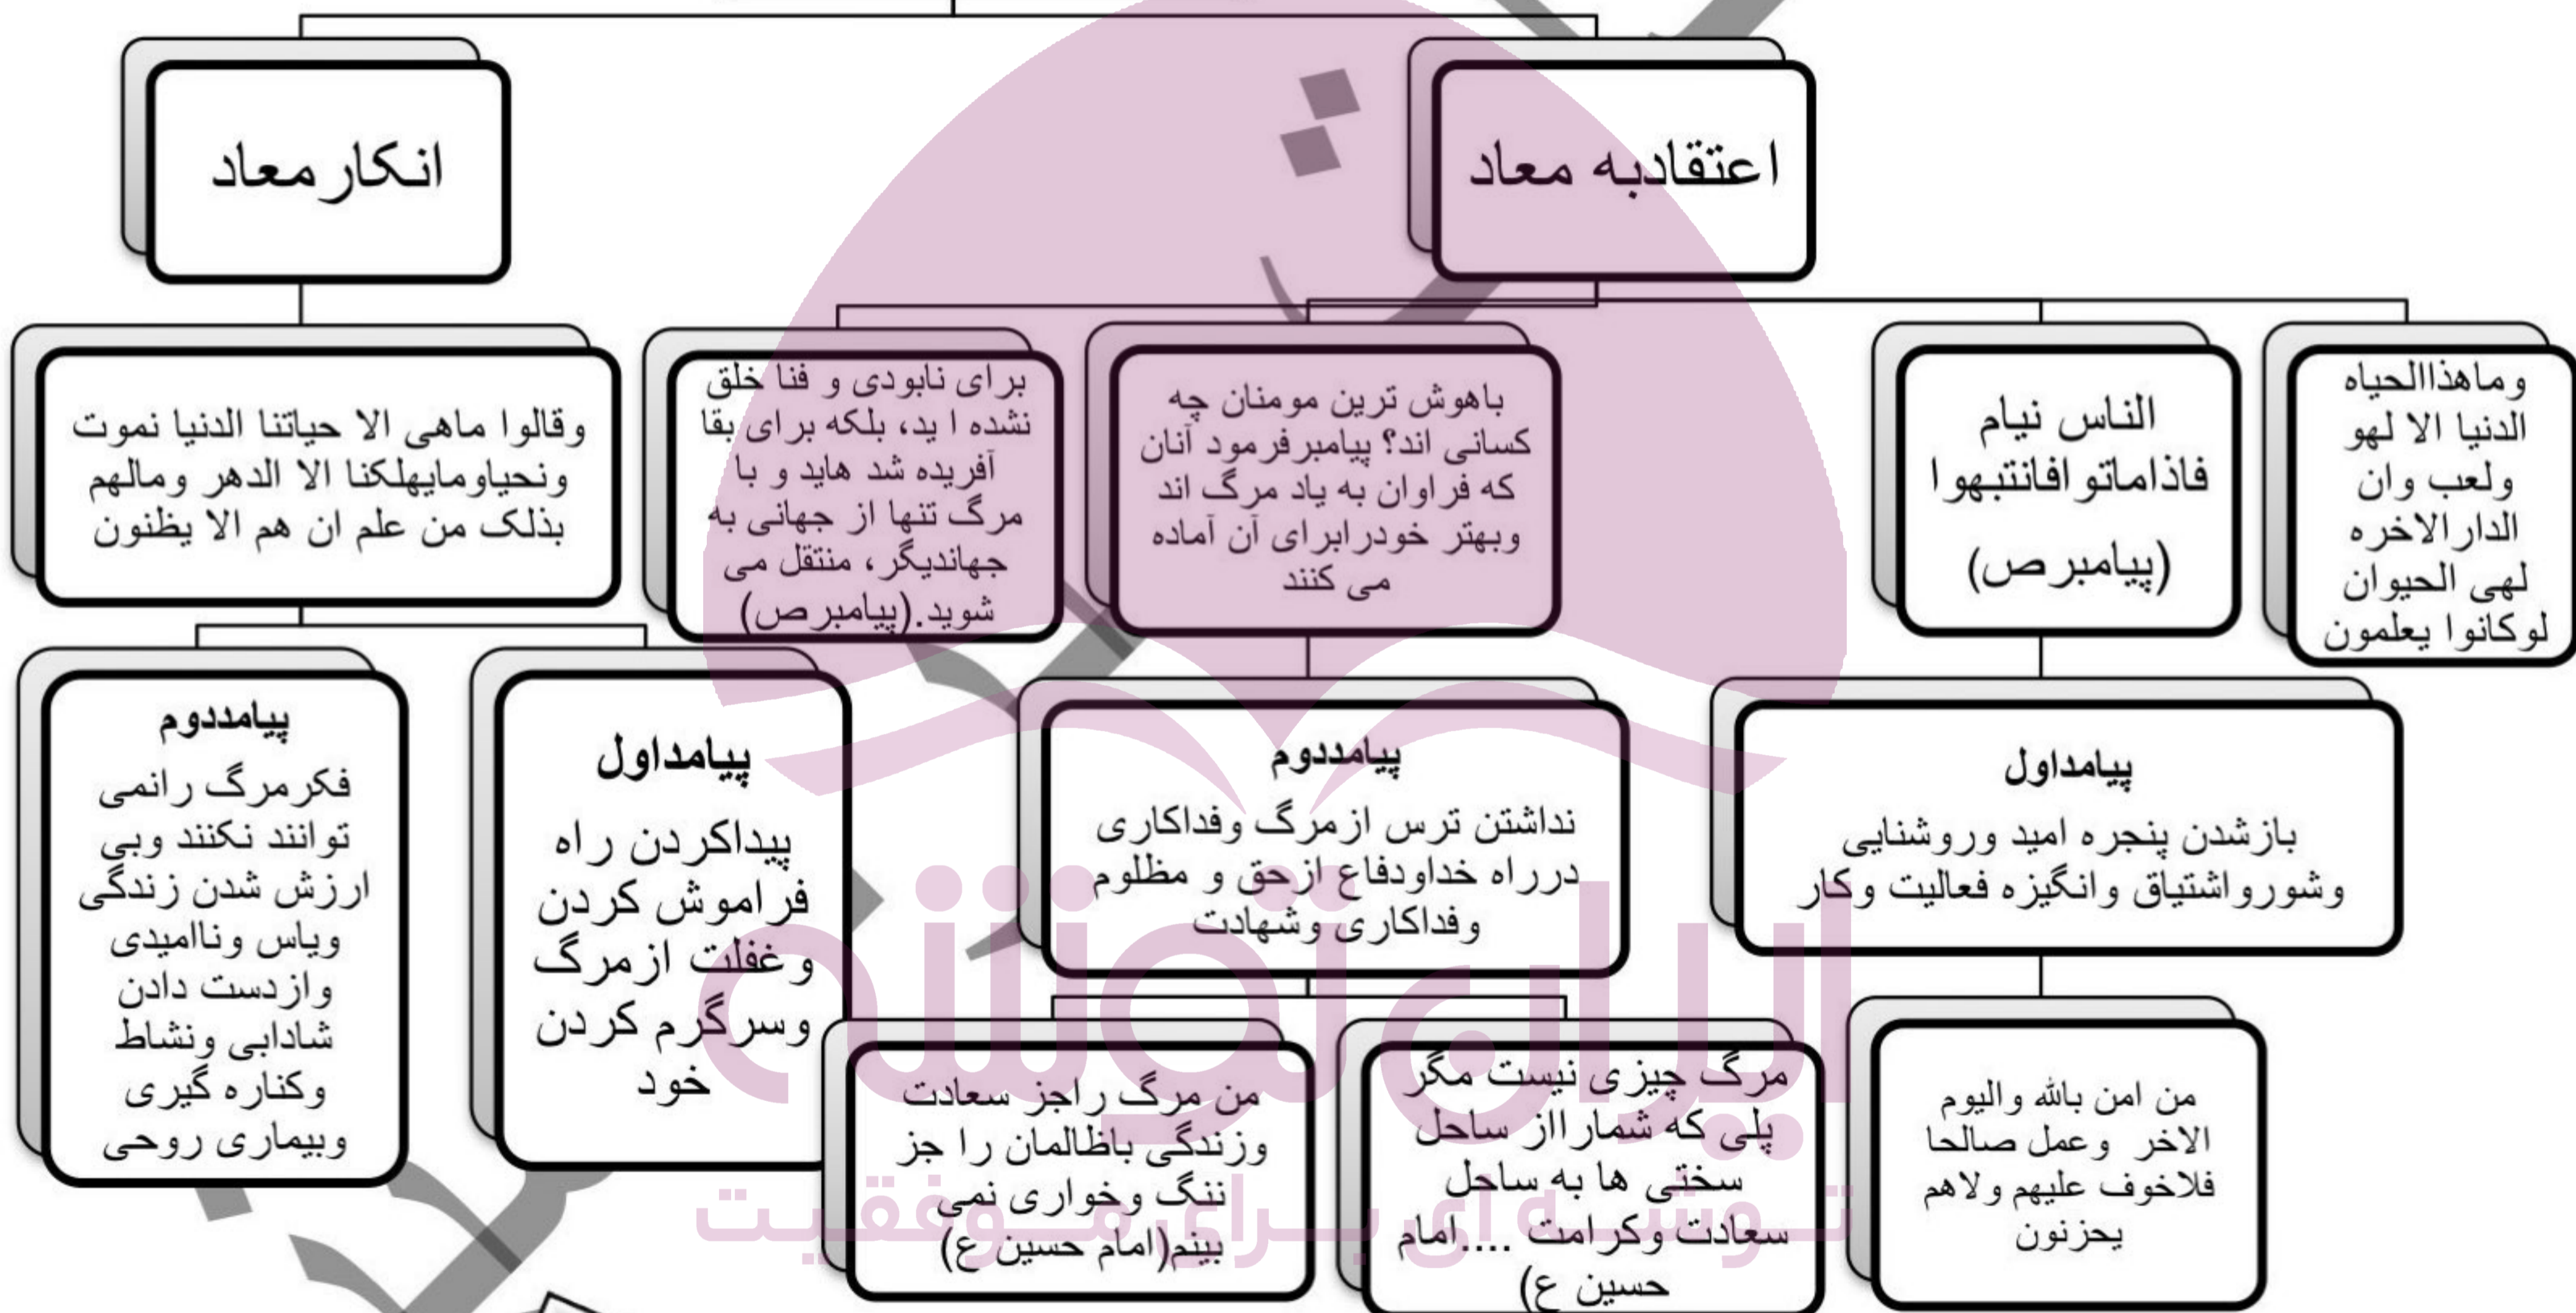 اعتقادبه معاد
انکارمعاد
وماهذاالحیاه
الدنیا الا لهو
ولعب وان
الدارالاخره
لهی الحیوان
لوکانوا یعلمون
الناس نیام
فاذاماتوافانتبهوا
(پیامبرص)
باهوش ترین مومنان چه
کسانی اند؟ پیامبرفرمود آنان
که فراوان به یاد مرگ اند
وبهتر خودرابرای آن آماده
می کنند
برای نابودی و فنا خلق
نشده ا ید، بلکه برای بقا
آفریده شد هاید و با
مرگ تنها از جهانی به
جهاندیگر، منتقل می
شوید.(پیامبرص)
وقالوا ماهی الا حیاتنا الدنیا نموت
ونحیاومایهلکنا الا الدهر ومالهم
بذلک من علم ان هم الا یظنون
پیامداول
بازشدن پنجره امید وروشنایی
وشورواشتیاق وانگیزه فعالیت وکار
پیامددوم
نداشتن ترس ازمرگ وفداکاری
درراه خداودفاع ازحق و مظلوم
وفداکاری وشهادت
پیامداول
پیداکردن راه
فراموش کردن
وغفلت ازمرگ
وسرگرم کردن
خود
پیامددوم
فکرمرگ رانمی
توانند نکنند وبی
ارزش شدن زندگی
ویاس وناامیدی
وازدست دادن
شادابی ونشاط
وکناره گیری
وبیماری روحی
من امن بالله والیوم
الاخر وعمل صالحا
فلاخوف علیهم ولاهم
یحزنون
مرگ چیزی نیست مگر
پلی که شمارااز ساحل
سختی ها به ساحل
سعادت وکرامت ....امام
حسین ع)
من مرگ راجز سعادت
وزندگی باظالمان را جز
ننگ وخواری نمی
بینم(امام حسین ع)
ایران توشه
توشه ای برای موفقیت